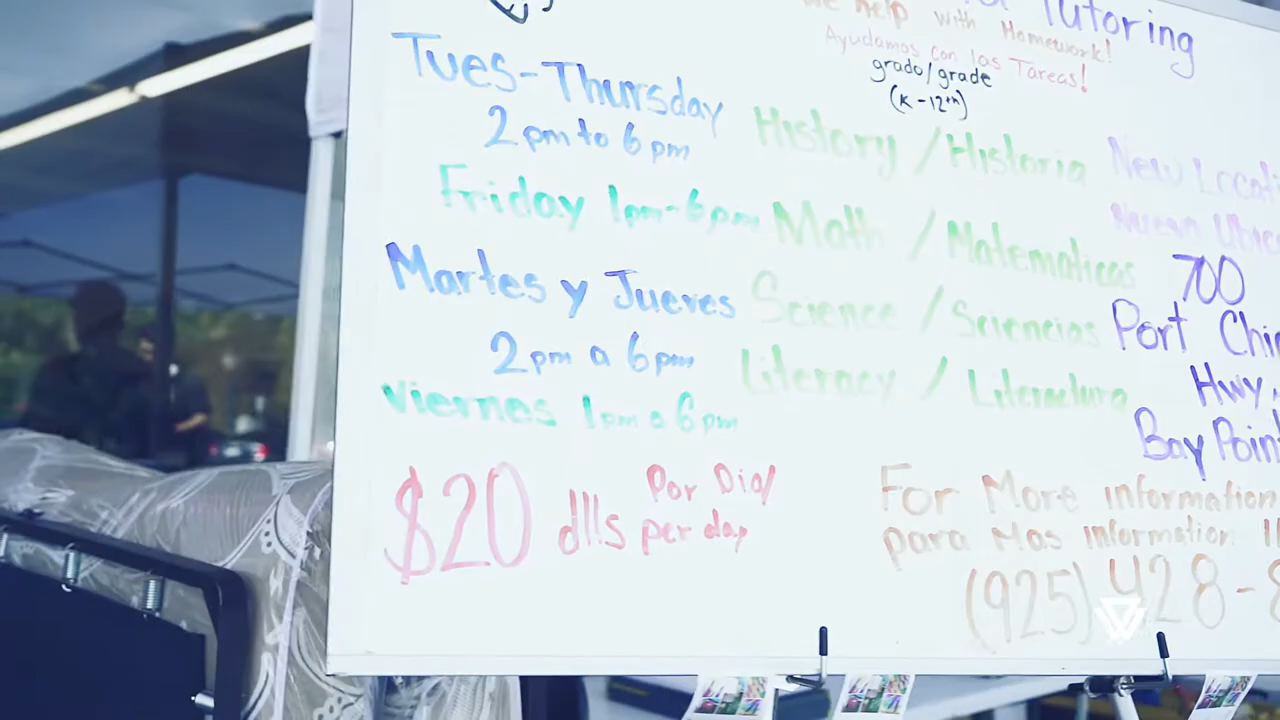 Tutoring
We help with Homework!
Ayudamos con las Tareas!
grado/grade
(K-12th)
Tues-Thursday
2pm to 6pm
Friday 1pm-6pm
Martes y Jueves
2pm a 6pm
Viernes 1pm a 6pm
$20 dlls Por Dia/
per day
History / Historia
Math / Matematicas
Science / Sciencias
Literacy / Literatura
New Locati
Nueva Ubic
700
Port Chi
Hwy,
Bay Poin
For More information
para Mas information
(925) 428-8